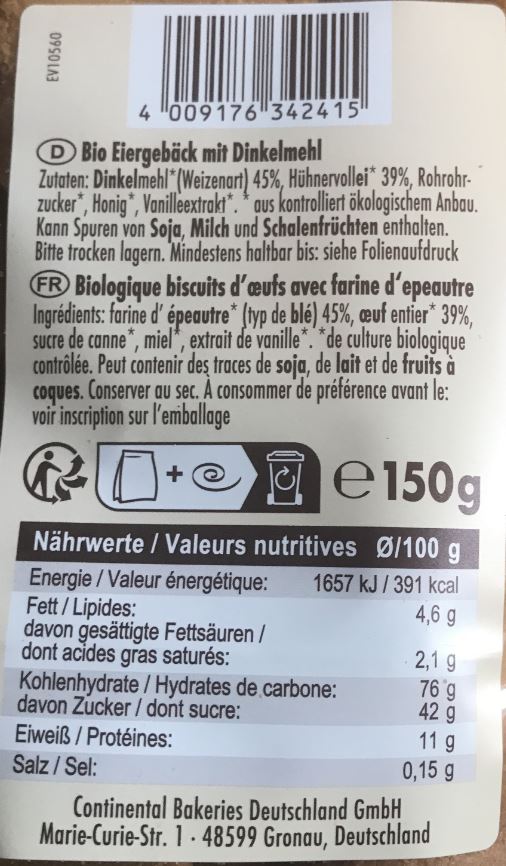 EV10560
4 009176 342415
D Bio Eiergebäck mit Dinkelmehl
Zutaten: Dinkelmehl*(Weizenart) 45%, Hühnervollei* 39%, Rohrohr-
zucker*, Honig*, Vanilleextrakt*. * aus kontrolliert ökologischem Anbau.
Kann Spuren von Soja, Milch und Schalenfrüchten enthalten.
Bitte trocken lagern. Mindestens haltbar bis: siehe Folienaufdruck
FR Biologique biscuits d'œufs avec farine d'epeautre
Ingrédients: farine d' épeautre* (typ de blé) 45%, œuf entier* 39%,
sucre de canne*, miel*, extrait de vanille*. *de culture biologique
contrôlée. Peut contenir des traces de soja, de lait et de fruits à
coques. Conserver au sec. À consommer de préférence avant le:
voir inscription sur l'emballage
+
e 150g
Nährwerte / Valeurs nutritives Ø/100 g
Energie / Valeur énergétique: 1657 kJ / 391 kcal
Fett / Lipides: 4,6 g
davon gesättigte Fettsäuren /
dont acides gras saturés: 2,1 g
Kohlenhydrate / Hydrates de carbone: 76 g
davon Zucker / dont sucre: 42 g
Eiweiß / Protéines: 11 g
Salz / Sel: 0,15 g
Continental Bakeries Deutschland GmbH
Marie-Curie-Str. 1 · 48599 Gronau, Deutschland